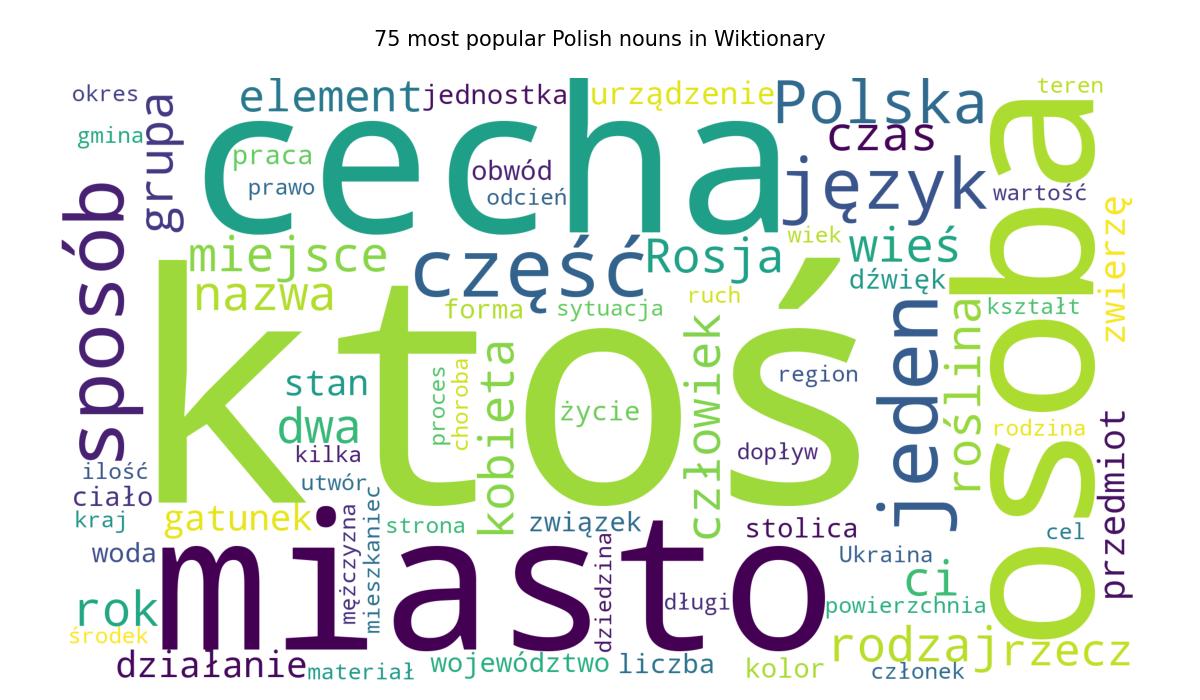 75 most popular Polish nouns in Wiktionary
okres
element
jednostka
urządzenie
Polska
teren
gmina
grupa
cecha
czas
praca
prawo
obwód
odcień
język
wartość
sposób
miejsce
nazwa
część
Rosja
wiek
wieś
dźwięk
osoba
zwierzę
ktoś
forma
sytuacja
ruch
kształt
stan
dwa
kilka
proces
choroba
kobieta
życie
człowiek
region
jeden
roślina
rodzina
dopływ
przedmiot
ilość
ciało
kraj
utwór
gatunek
mężczyzna
mieszkaniec
strona
związek
stolica
cel
woda
miasto
dziedzina
Ukraina
ci
rok
długi
powierzchnia
środek
działanie
materiał
województwo
liczba
kolor
rodzaj
członek
rzecz